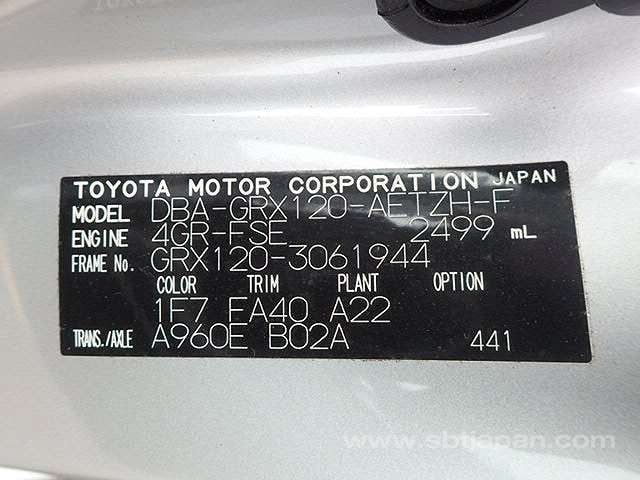 TOYOTA MOTOR CORPORATION JAPAN
MODEL DBA-GRX120-AETZH-F
ENGINE 4GR-FSE 2499 mL
FRAME No. GRX120-3061944
COLOR TRIM PLANT OPTION
1F7 FA40 A22
TRANS./AXLE A960E B02A 441
www.sbtjapan.com